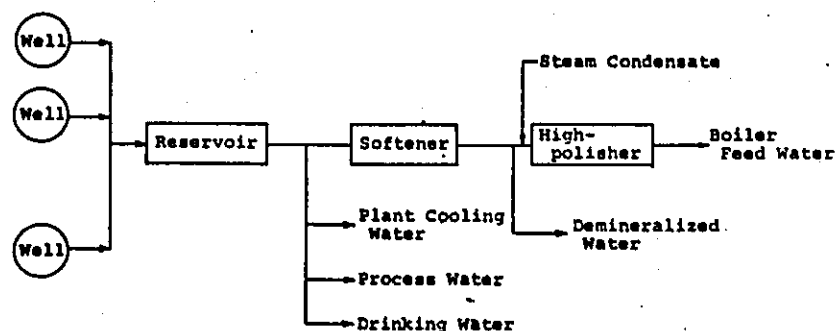 Well
Steam Condensate
Well
Reservoir
Softener
High-
polisher
Boiler
Feed Water
Plant Cooling
Water
Demineralized
Water
Well
Process Water
Drinking Water